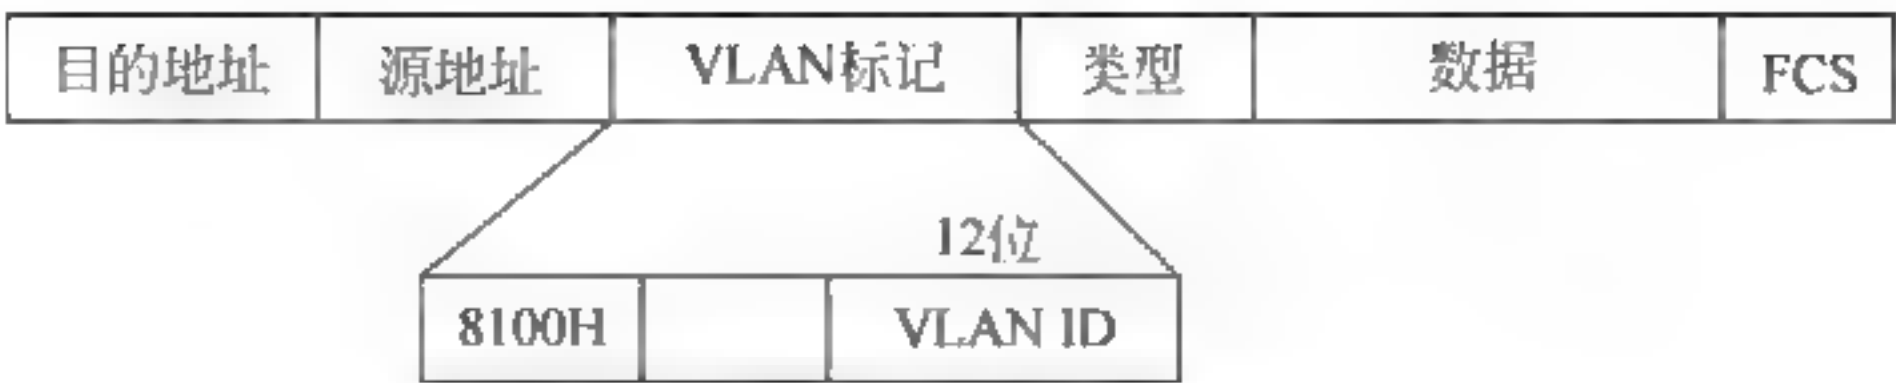 目的地址 源地址 VLAN标记 类型 数据 FCS
12位
8100H VLAN ID